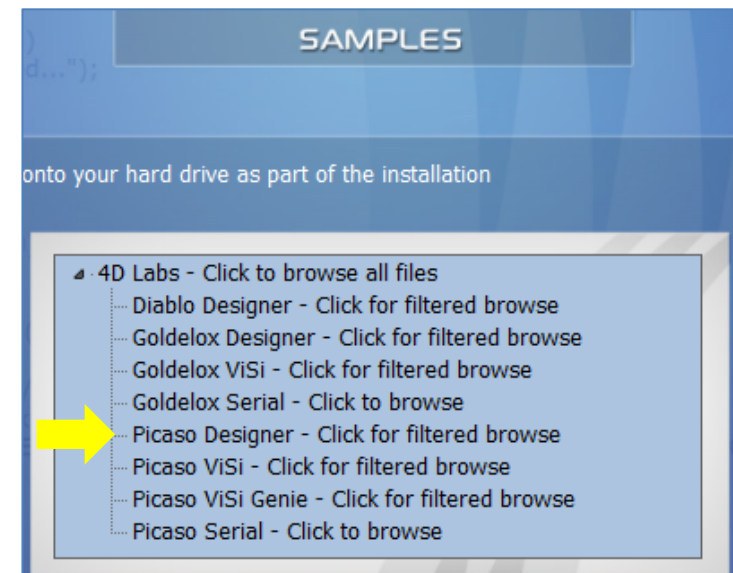 )
d...");
SAMPLES
onto your hard drive as part of the installation
4D Labs - Click to browse all files
Diablo Designer - Click for filtered browse
Goldelox Designer - Click for filtered browse
Goldelox ViSi - Click for filtered browse
Goldelox Serial - Click to browse
Picaso Designer - Click for filtered browse
Picaso ViSi - Click for filtered browse
Picaso ViSi Genie - Click for filtered browse
Picaso Serial - Click to browse